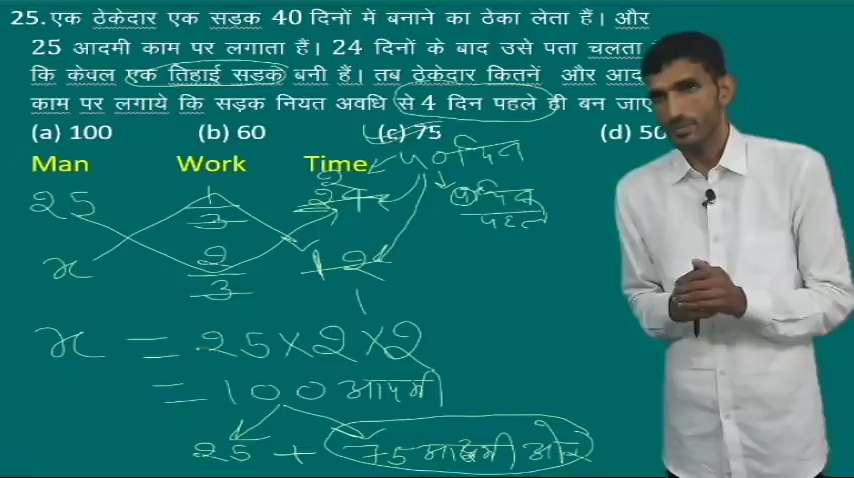 25. एक ठेकेदार एक सड़क 40 दिनों में बनाने का ठेका लेता हैं। और
25 आदमी काम पर लगाता हैं। 24 दिनों के बाद उसे पता चलता
कि केवल एक तिहाई सड़क बनी हैं। तब ठेकेदार कितनें और आद
काम पर लगाये कि सड़क नियत अवधि से 4 दिन पहले ही बन जाए
(a) 100 (b) 60 (c) 75 (d) 50
Man Work Time
25 1/3 24
x 2/3 12
4 दिन
पहले
x = 25×2×2
= 100 आदमी
25 + 75 आदमी और